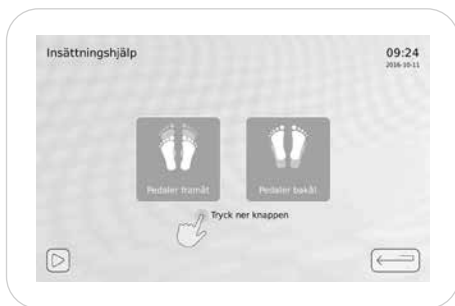 Insättningshjälp
09:24
2016-10-11
Pedaler framåt
Pedaler bakåt
Tryck ner knappen